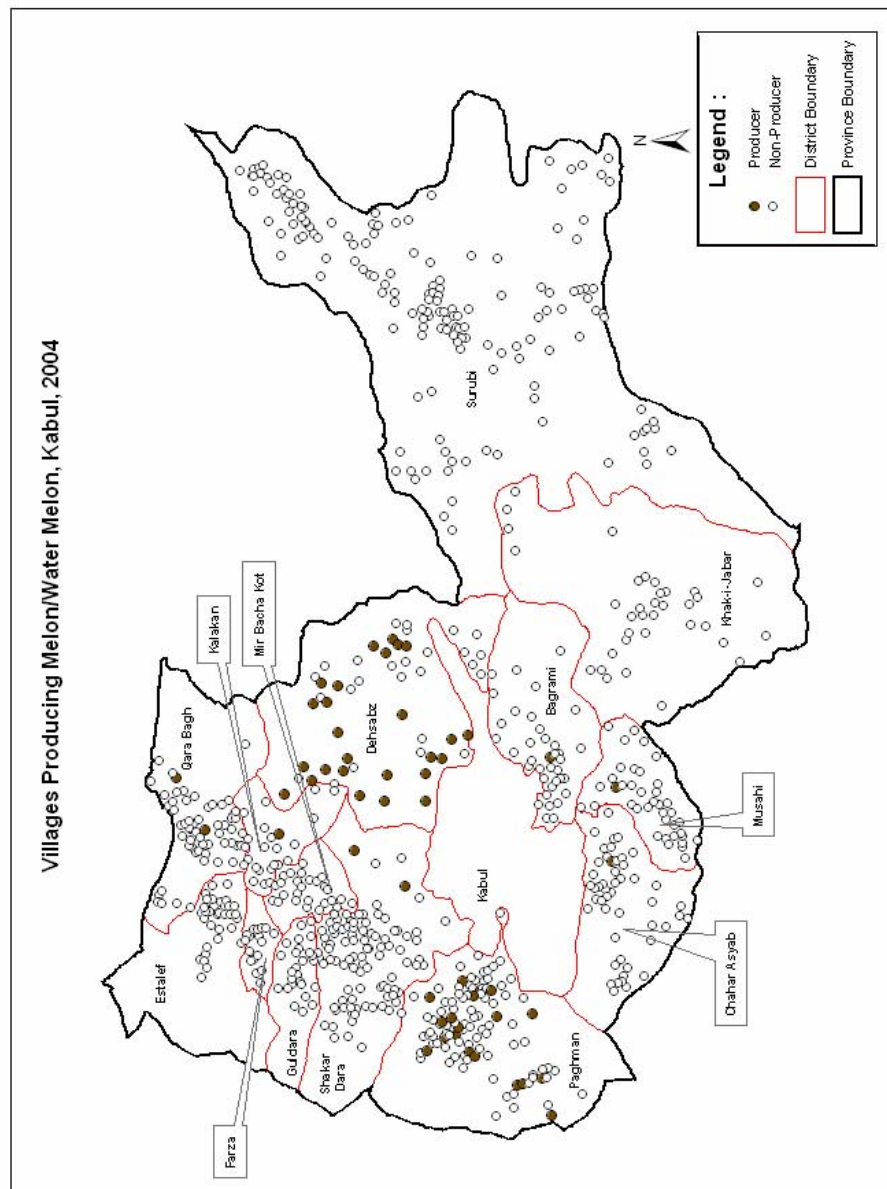 Villages Producing Melon/Water Melon, Kabul, 2004
Kalakan
Mir Bacha Kot
Qara Bagh
Estalef
Farza
Guldara
Shakar
Dara
Dehsabz
Surubi
Kabul
Bagrami
Paghman
Khak-i-Jabar
Musahi
Chahar Asyab
N
Legend :
Producer
Non-Producer
District Boundary
Province Boundary